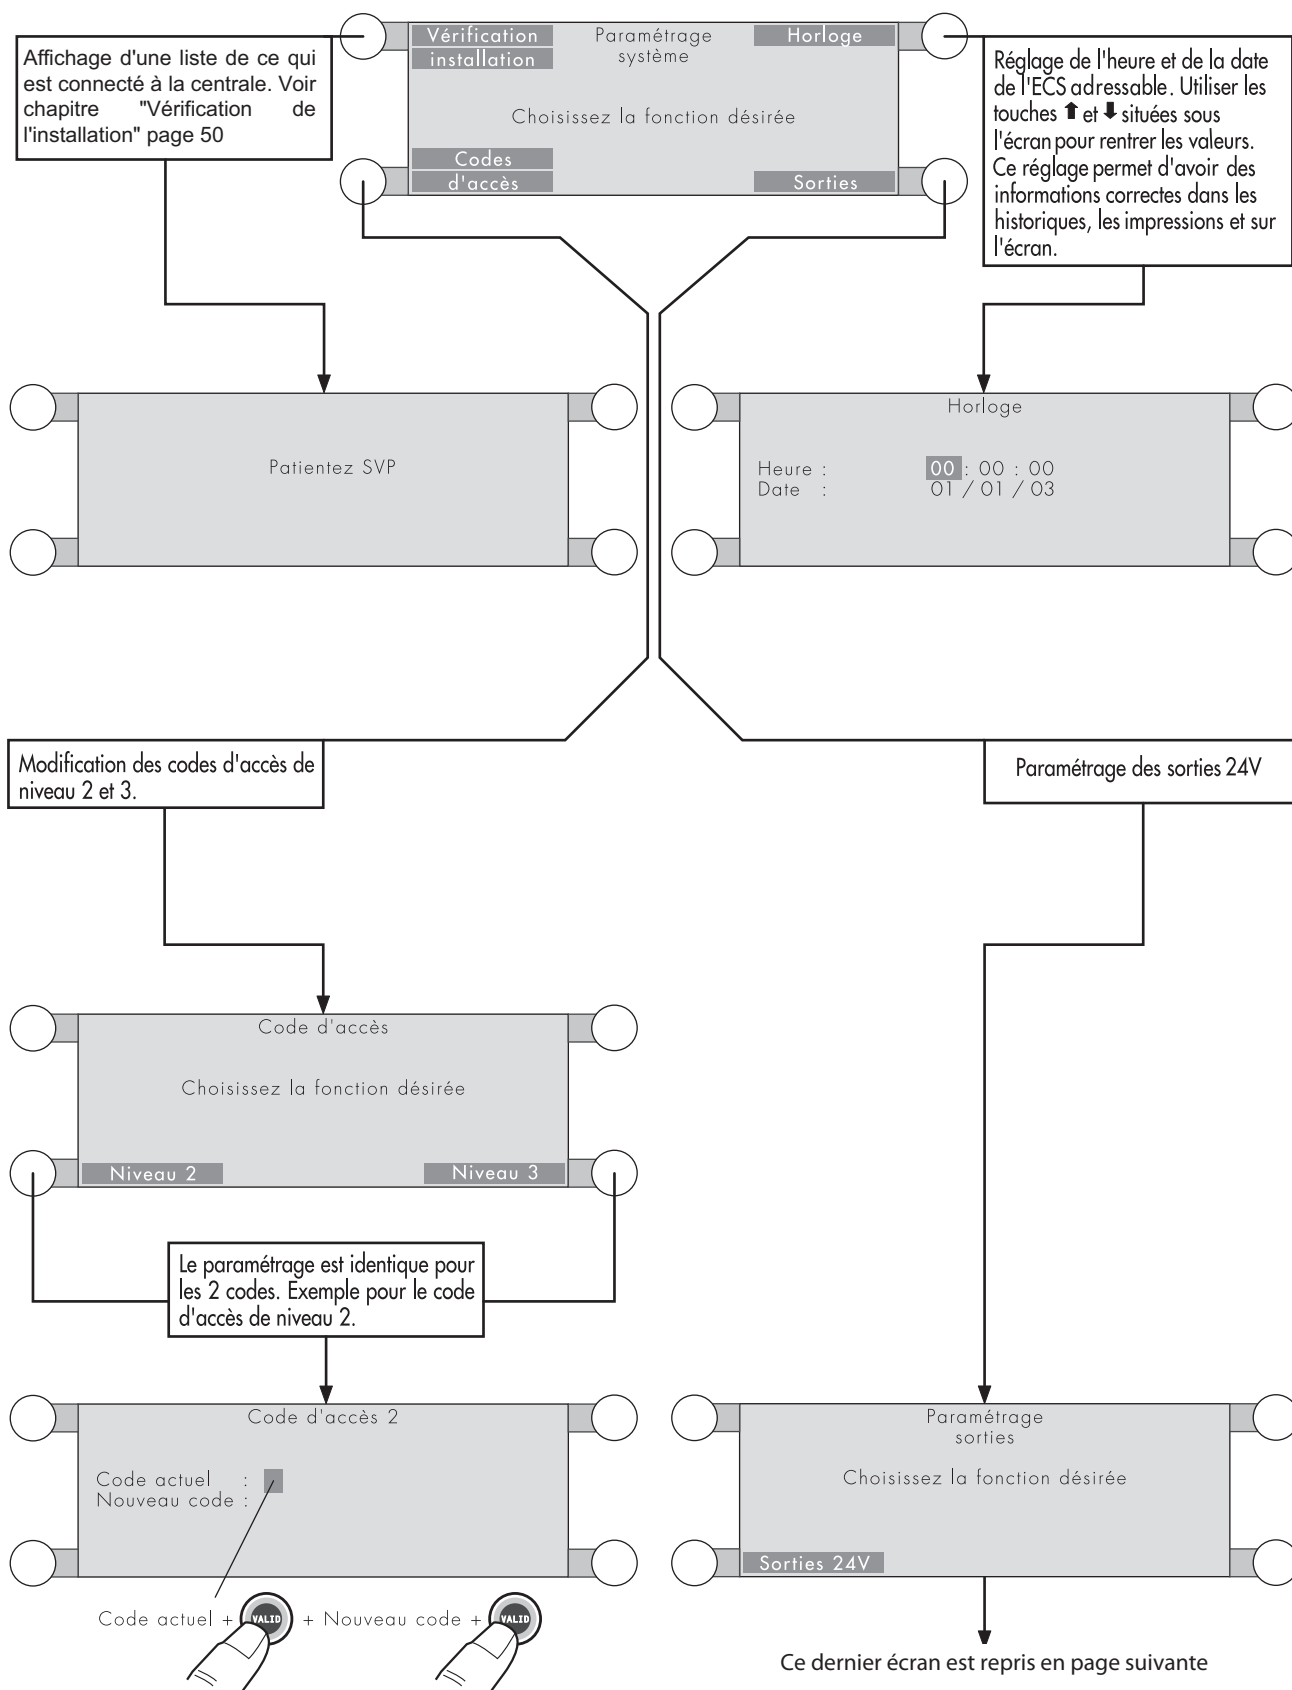 Affichage d'une liste de ce qui
est connecté à la centrale. Voir
chapitre "Vérification de
l'installation" page 50
Vérification
installation
Paramétrage
système
Horloge
Choisissez la fonction désirée
Codes
d'accès
Sorties
Réglage de l'heure et de la date
de l'ECS adressable. Utiliser les
touches ⬆ et ⬇ situées sous
l'écran pour rentrer les valeurs.
Ce réglage permet d'avoir des
informations correctes dans les
historiques, les impressions et sur
l'écran.
Patientez SVP
Horloge
Heure : 00 : 00 : 00
Date : 01 / 01 / 03
Modification des codes d'accès de
niveau 2 et 3.
Paramétrage des sorties 24V
Code d'accès
Choisissez la fonction désirée
Niveau 2
Niveau 3
Le paramétrage est identique pour
les 2 codes. Exemple pour le code
d'accès de niveau 2.
Code d'accès 2
Code actuel :
Nouveau code :
Code actuel + VALID + Nouveau code + VALID
Paramétrage
sorties
Choisissez la fonction désirée
Sorties 24V
Ce dernier écran est repris en page suivante